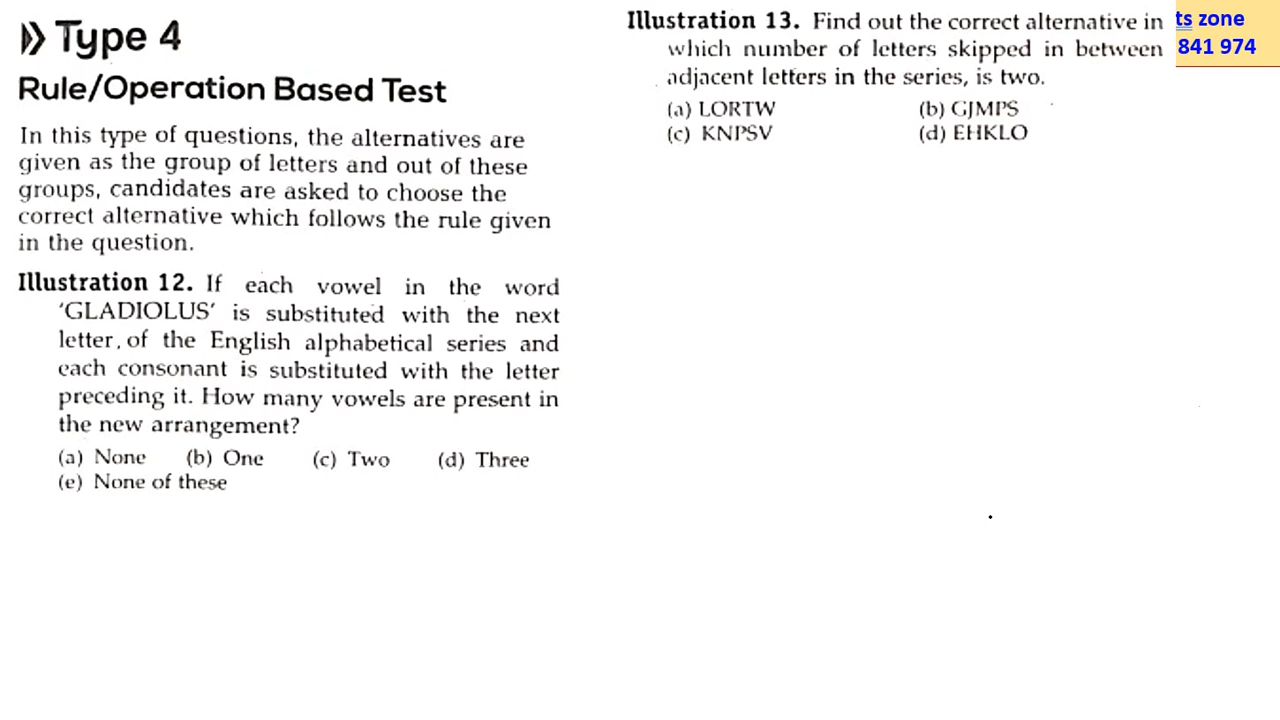 Type 4
Rule/Operation Based Test
In this type of questions, the alternatives are
given as the group of letters and out of these
groups, candidates are asked to choose the
correct alternative which follows the rule given
in the question.
Illustration 12. If each vowel in the word
‘GLADIOLUS’ is substituted with the next
letter of the English alphabetical series and
each consonant is substituted with the letter
preceding it. How many vowels are present in
the new arrangement?
(a) None (b) One (c) Two (d) Three
(e) None of these
Illustration 13. Find out the correct alternative in
which number of letters skipped in between
adjacent letters in the series, is two.
(a) LORTW (b) GJMPS
(c) KNPSV (d) EHKLO
ts zone
841 974